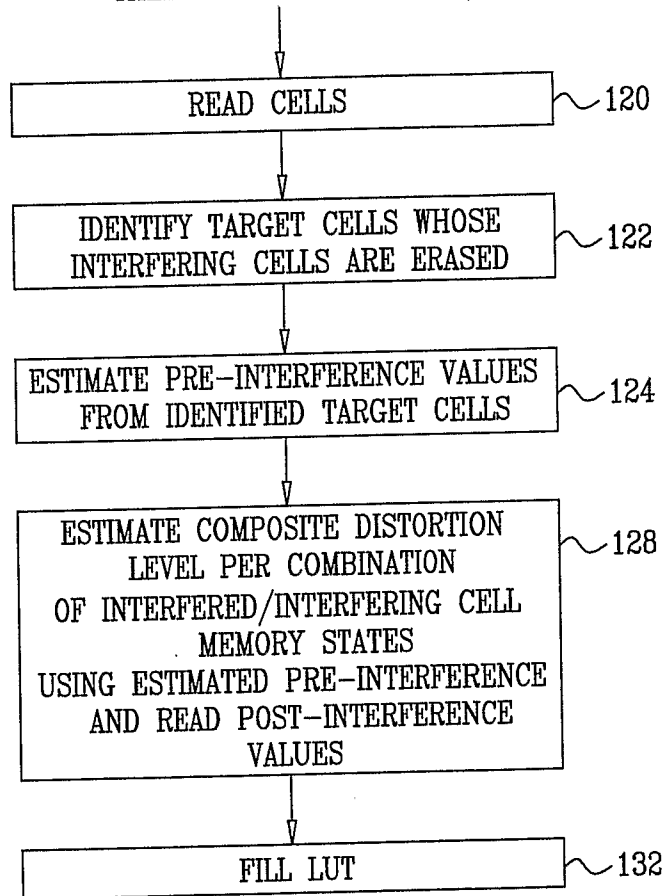 READ CELLS
120
IDENTIFY TARGET CELLS WHOSE
INTERFERING CELLS ARE ERASED
122
ESTIMATE PRE-INTERFERENCE VALUES
FROM IDENTIFIED TARGET CELLS
124
ESTIMATE COMPOSITE DISTORTION
LEVEL PER COMBINATION
OF INTERFERED/INTERFERING CELL
MEMORY STATES
USING ESTIMATED PRE-INTERFERENCE
AND READ POST-INTERFERENCE
VALUES
128
FILL LUT
132